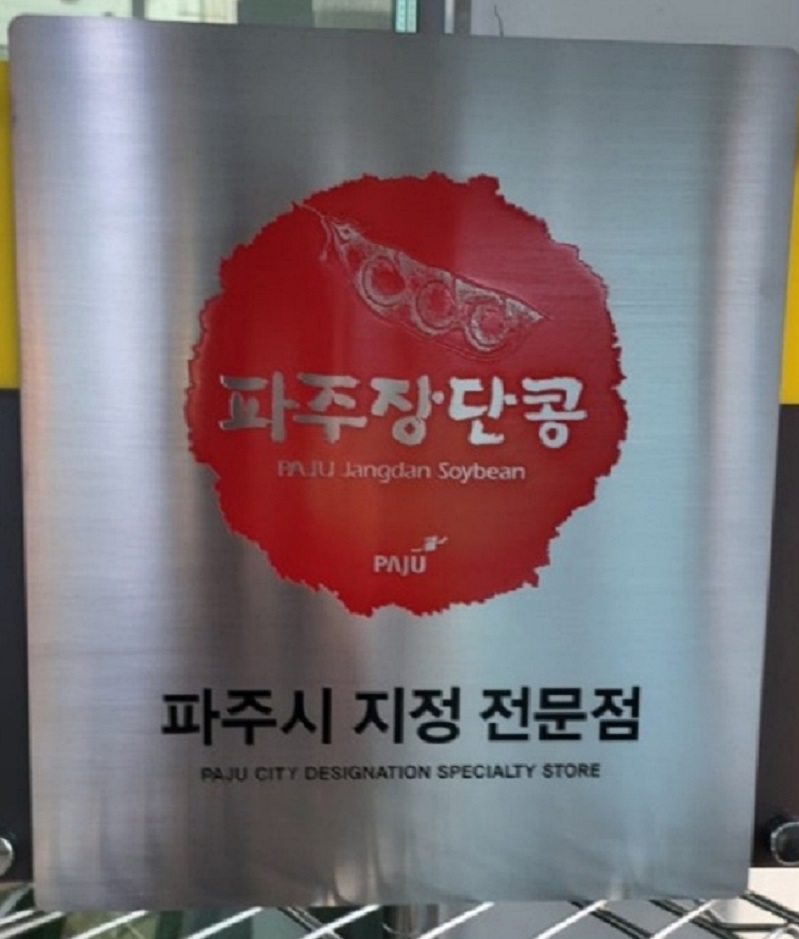 파주장단콩
PAJU Jangdan Soybean
PAJU
파주시 지정 전문점
PAJU CITY DESIGNATION SPECIALTY STORE